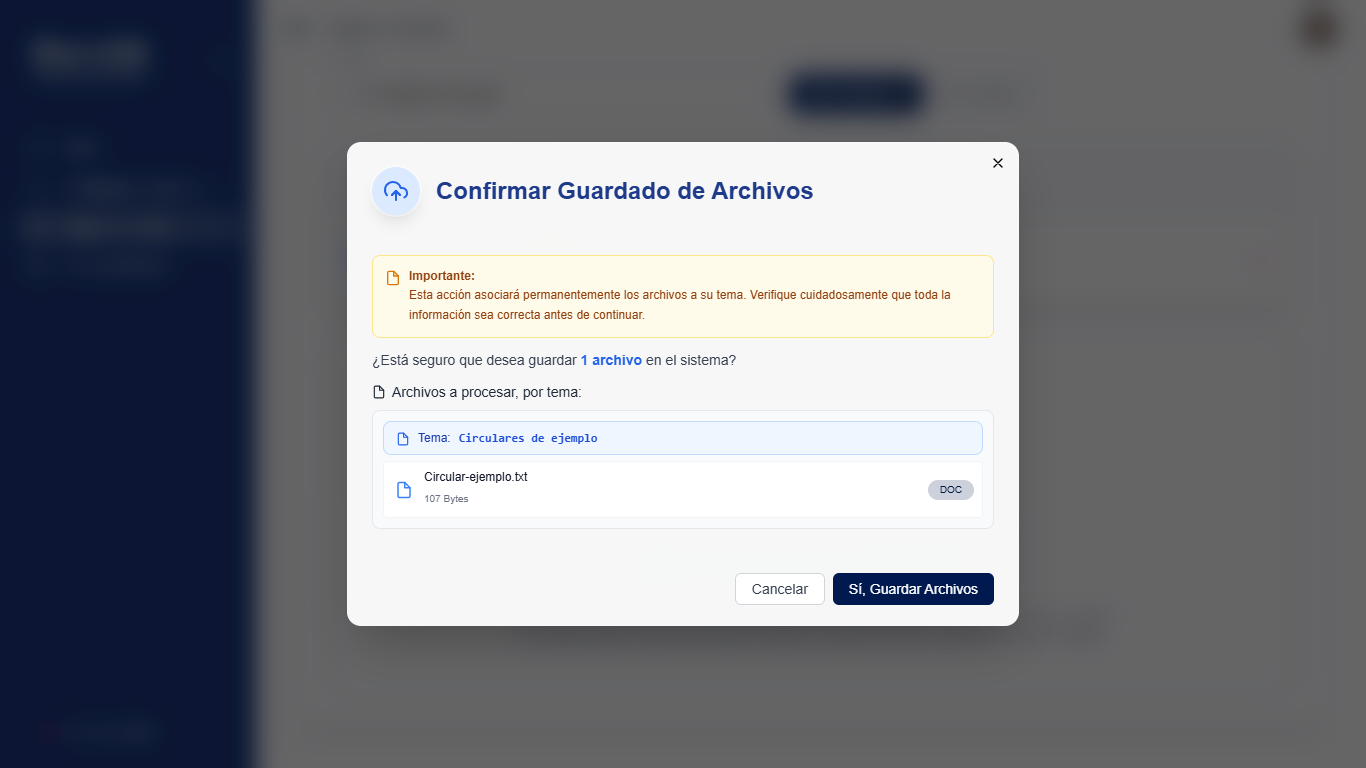 Confirmar Guardado de Archivos
Importante:
Esta acción asociará permanentemente los archivos a su tema. Verifique cuidadosamente que toda la
información sea correcta antes de continuar.
¿Está seguro que desea guardar 1 archivo en el sistema?
Archivos a procesar, por tema:
Tema: Circulares de ejemplo
Circular-ejemplo.txt
107 Bytes
DOC
Cancelar
Sí, Guardar Archivos